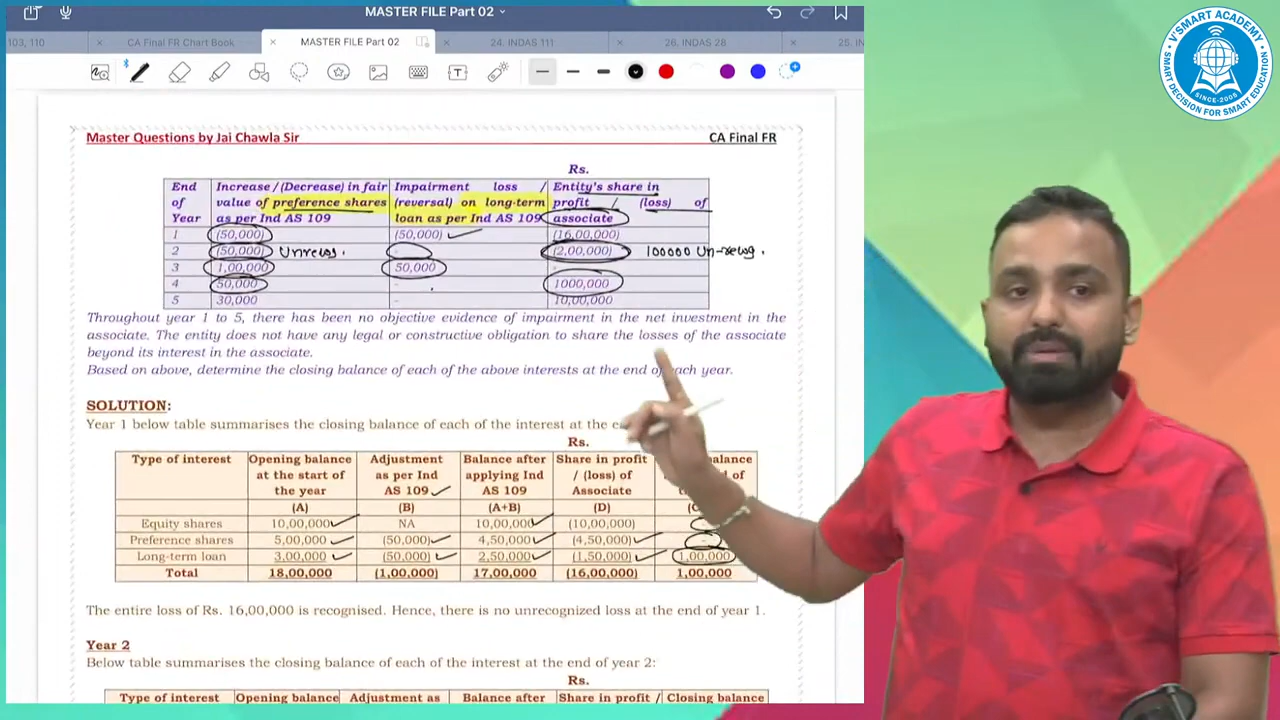 MASTER FILE Part 02
103, 110 CA Final FR Chart Book MASTER FILE Part 02 24. INDAS 111 26. INDAS 28 25. IN
V'SMART ACADEMY
SMART DECISION FOR SMART EDUCATION
SINCE-2005
Master Questions by Jai Chawla Sir CA Final FR
Rs.
End of Year Increase / (Decrease) in fair value of preference shares as per Ind AS 109 Impairment loss / (reversal) on long-term loan as per Ind AS 109 Entity's share in profit / (loss) of associate
1 (50,000) (50,000) (16,00,000)
2 (50,000) Unrecog. - (2,00,000) 100000 Un-recog.
3 1,00,000 50,000 -
4 50,000 - 1000,000
5 30,000 - 10,00,000
Throughout year 1 to 5, there has been no objective evidence of impairment in the net investment in the
associate. The entity does not have any legal or constructive obligation to share the losses of the associate
beyond its interest in the associate.
Based on above, determine the closing balance of each of the above interests at the end of each year.
SOLUTION:
Year 1 below table summarises the closing balance of each of the interest at the
Rs.
Type of interest Opening balance at the start of the year Adjustment as per Ind AS 109 Balance after applying Ind AS 109 Share in profit / (loss) of Associate balance of
(A) (B) (A+B) (D)
Equity shares 10,00,000 NA 10,00,000 (10,00,000)
Preference shares 5,00,000 (50,000) 4,50,000 (4,50,000) -
Long-term loan 3,00,000 (50,000) 2,50,000 (1,50,000) 1,00,000
Total 18,00,000 (1,00,000) 17,00,000 (16,00,000) 1,00,000
The entire loss of Rs. 16,00,000 is recognised. Hence, there is no unrecognized loss at the end of year 1.
Year 2
Below table summarises the closing balance of each of the interest at the end of year 2:
Rs.
Type of interest Opening balance Adjustment as Balance after Share in profit / Closing balance